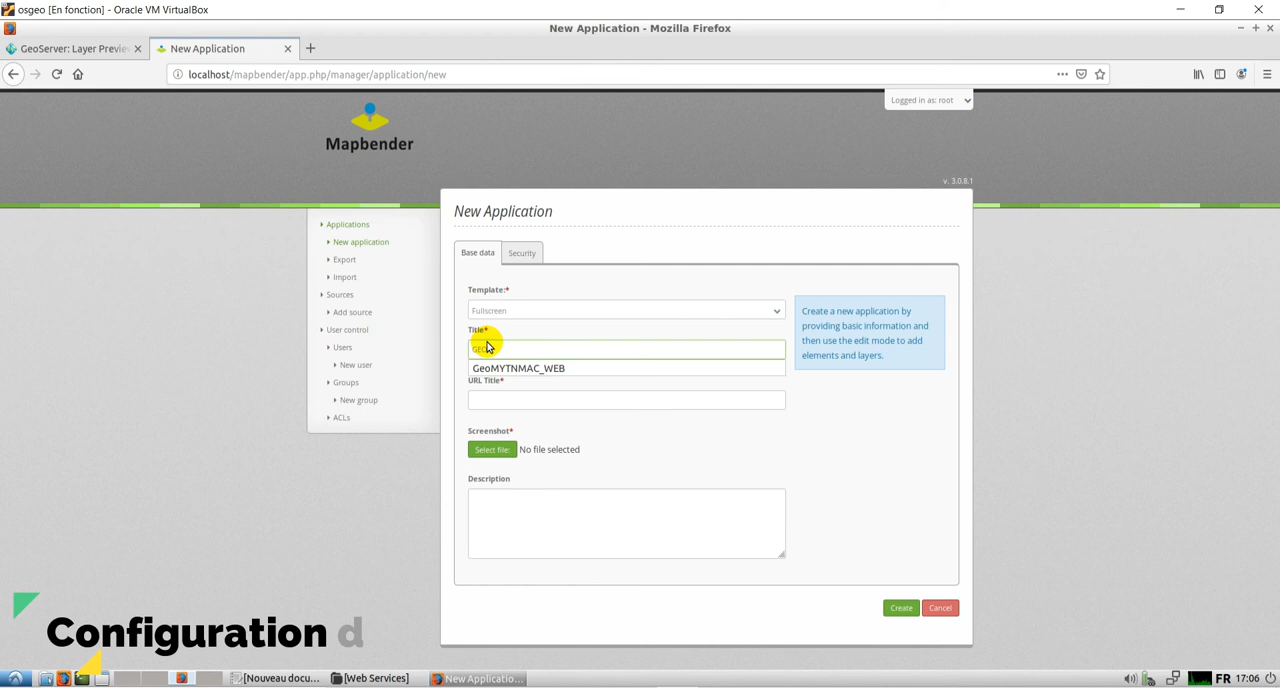 osgeo [En fonction] - Oracle VM VirtualBox
New Application - Mozilla Firefox
GeoServer: Layer Previe
New Application
localhost/mapbender/app.php/manager/application/new
Logged in as: root
Mapbender
v. 3.0.8.1
New Application
Applications
New application
Export
Import
Sources
Add source
User control
Users
New user
Groups
New group
ACLs
Base data
Security
Template:*
Fullscreen
Title*
GeoMYTNMAC_WEB
URL Title*
Screenshot*
Select file:
No file selected
Description
Create a new application by
providing basic information and
then use the edit mode to add
elements and layers.
Create
Cancel
Configuration d
[Nouveau docu...
[Web Services]
New Applicatio...
FR
17:06